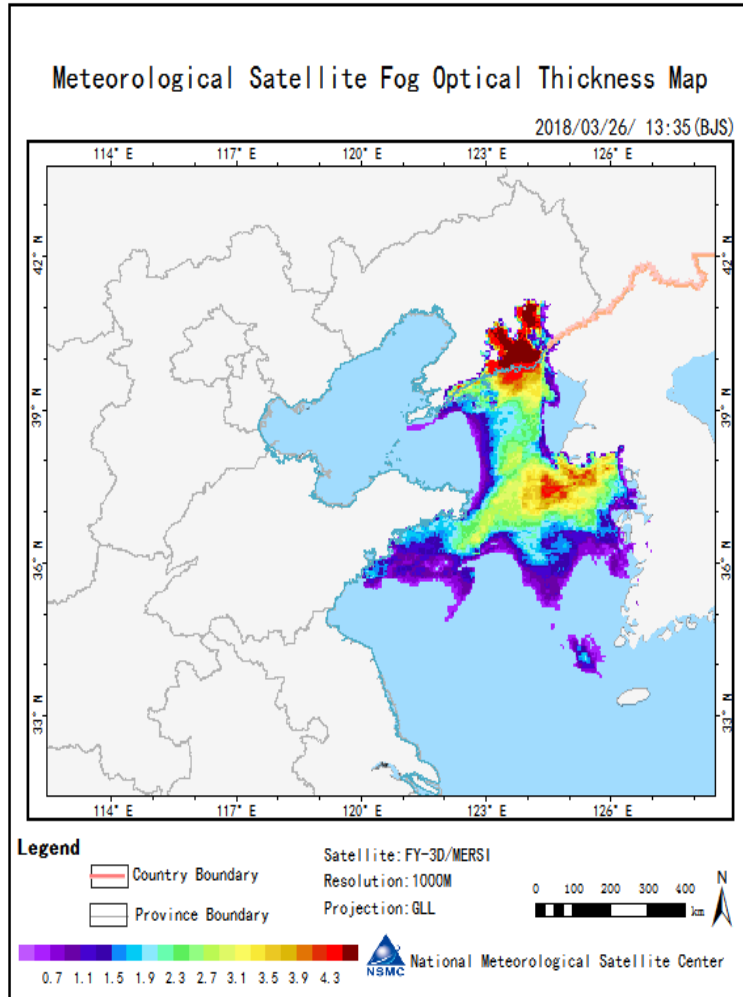 Meteorological Satellite Fog Optical Thickness Map
2018/03/26/ 13:35(BJS)
114° E 117° E 120° E 123° E 126° E
42° N 42° N
39° N 39° N
36° N 36° N
33° N 33° N
114° E 117° E 120° E 123° E 126° E
Legend
Country Boundary
Province Boundary
Satellite:FY-3D/MERSI
Resolution:1000M
Projection:GLL
0 100 200 300 400
km
N
0.7 1.1 1.5 1.9 2.3 2.7 3.1 3.5 3.9 4.3
NSMC
National Meteorological Satellite Center